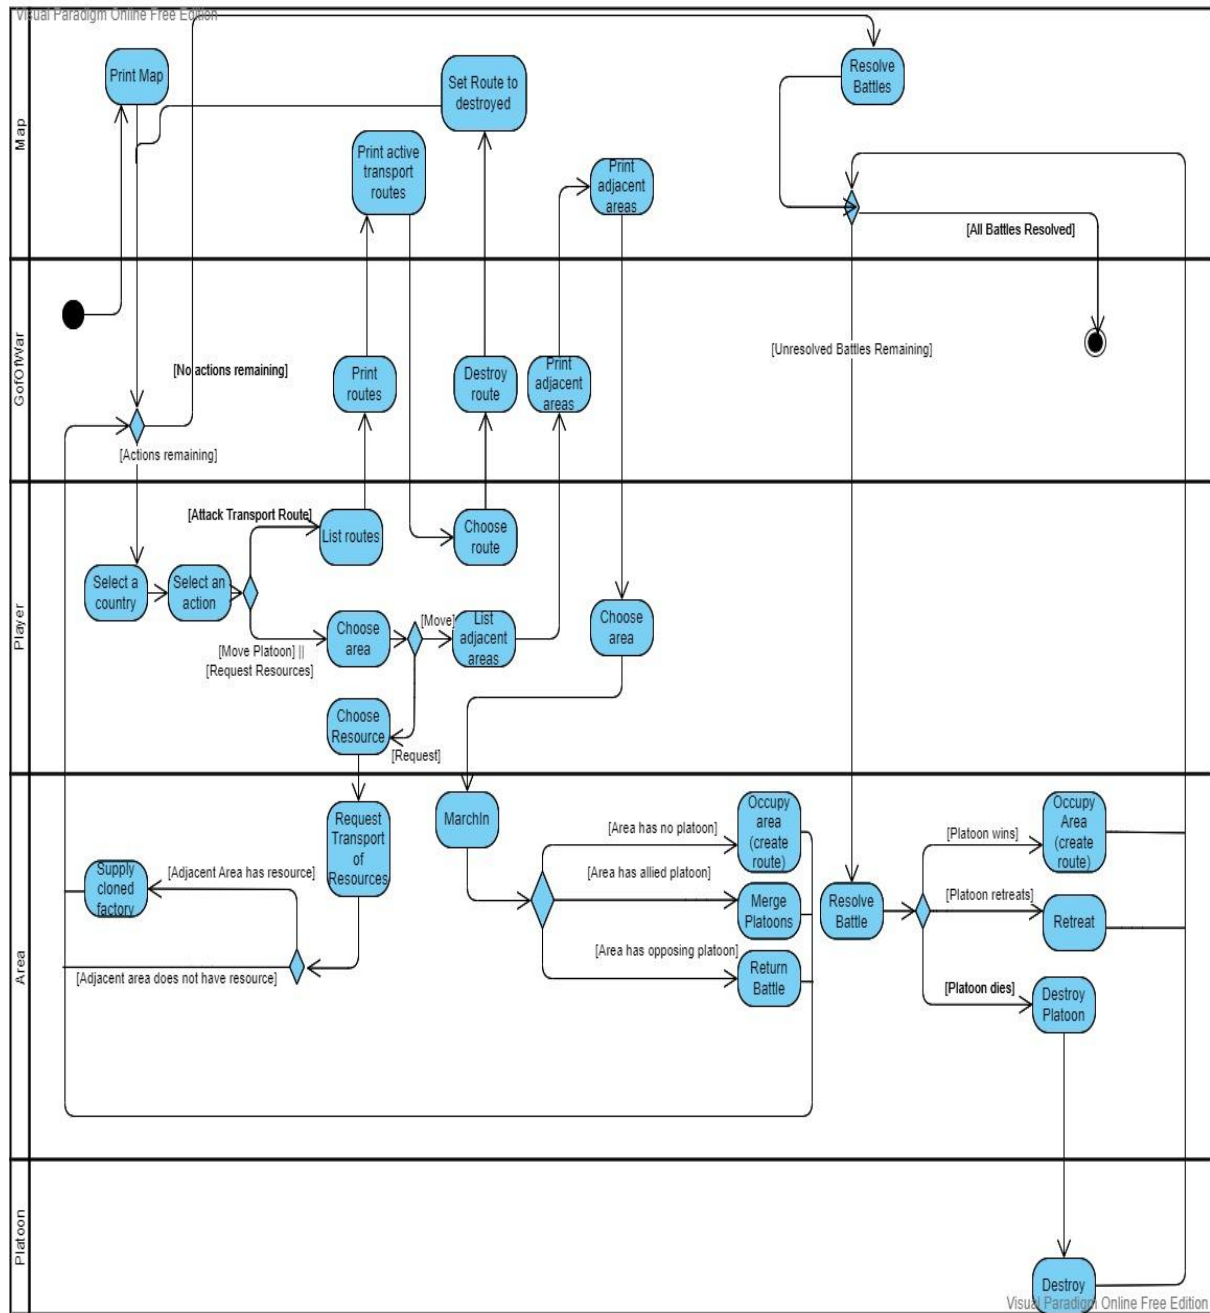 Visual Paradigm Online Free Edition
Map
Print Map
Set Route to
destroyed
Resolve
Battles
Print active
transport
routes
Print
adjacent
areas
[All Battles Resolved]
GofOfWar
[No actions remaining]
Print
routes
Destroy
route
Print
adjacent
areas
[Unresolved Battles Remaining]
[Actions remaining]
Player
[Attack Transport Route]
List routes
Choose
route
Select a
country
Select an
action
Choose
area
[Move]
List
adjacent
areas
Choose
area
[Move Platoon] ||
[Request Resources]
Choose
Resource
[Request]
Area
Request
Transport
of
Resources
MarchIn
[Area has no platoon]
Occupy
area
(create
route)
[Platoon wins]
Occupy
Area
(create
route)
Supply
cloned
factory
[Adjacent Area has resource]
[Area has allied platoon]
Merge
Platoons
Resolve
Battle
[Platoon retreats]
Retreat
[Adjacent area does not have resource]
[Area has opposing platoon]
Return
Battle
[Platoon dies]
Destroy
Platoon
Platoon
Destroy
Visual Paradigm Online Free Edition